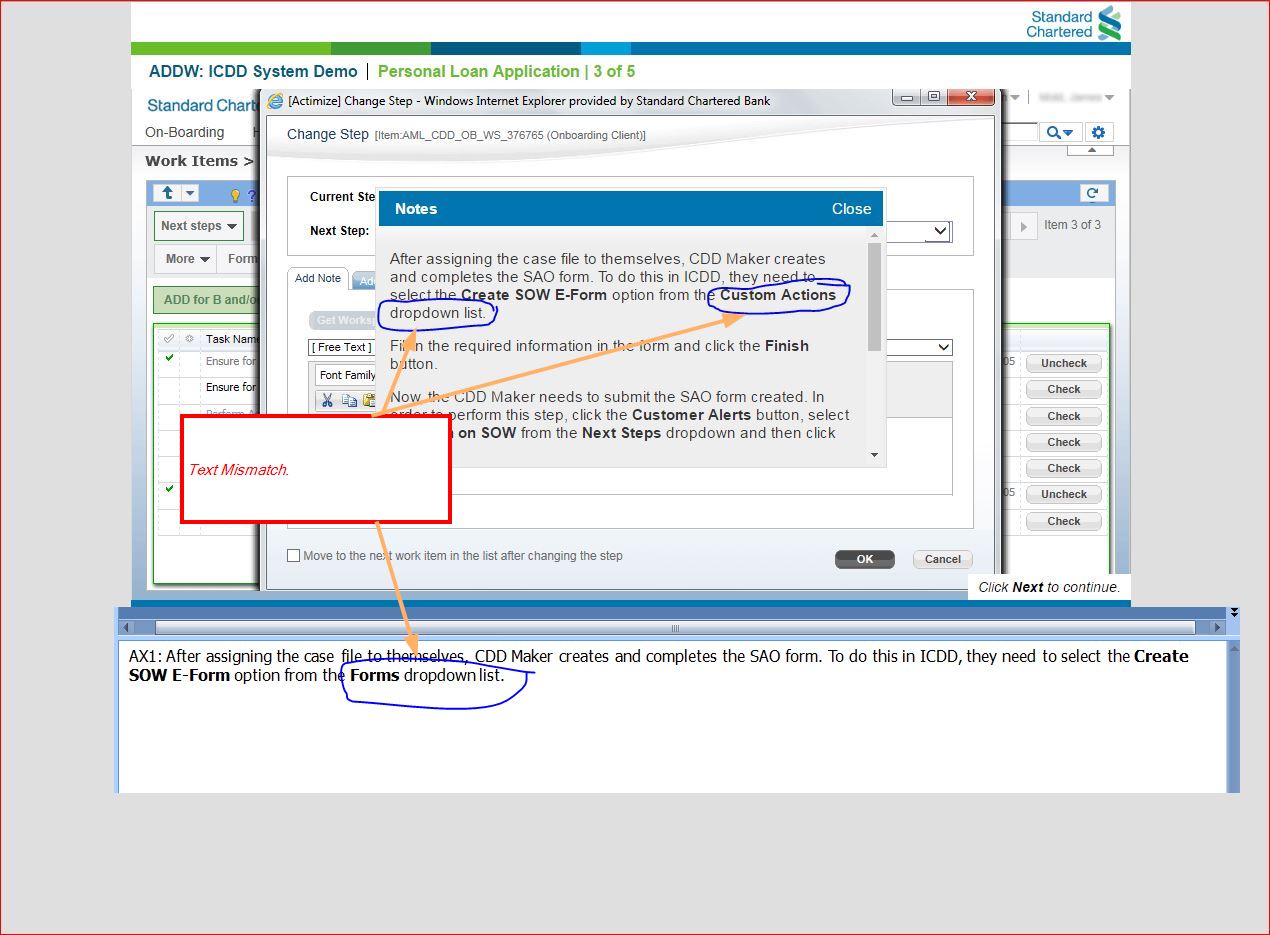 Standard
Chartered
ADDW: ICDD System Demo | Personal Loan Application | 3 of 5
Standard Charte
[Actimize] Change Step - Windows Internet Explorer provided by Standard Chartered Bank
On-Boarding
Change Step [Item:AML_CDD_OB_WS_376765 (Onboarding Client)]
Work Items >
Current Ste
Next Step:
Notes
Close
Next steps
Item 3 of 3
More
Form
Add Note
ADD for B and/o
After assigning the case file to themselves, CDD Maker creates
and completes the SAO form. To do this in ICDD, they need to
select the Create SOW E-Form option from the Custom Actions
dropdown list.
Fill in the required information in the form and click the Finish
button.
Now, the CDD Maker needs to submit the SAO form created. In
order to perform this step, click the Customer Alerts button, select
on SOW from the Next Steps dropdown and then click
Get Worksp
[ Free Text ]
Font Family
Task Name
Ensure for
Ensure for
05
Uncheck
Check
Check
Check
Check
05
Uncheck
Check
Text Mismatch.
Move to the next work item in the list after changing the step
OK
Cancel
Click Next to continue.
AX1: After assigning the case file to themselves, CDD Maker creates and completes the SAO form. To do this in ICDD, they need to select the Create
SOW E-Form option from the Forms dropdown list.